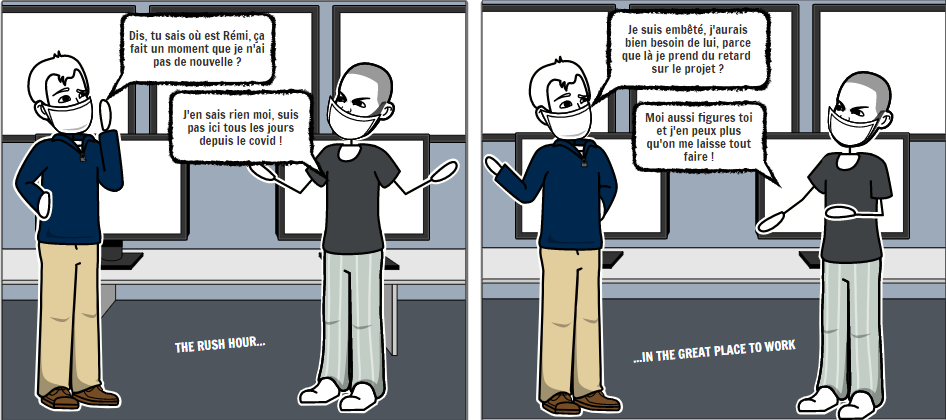 Dis, tu sais où est Rémi, ça
fait un moment que je n'ai
pas de nouvelle ?
J'en sais rien moi, suis
pas ici tous les jours
depuis le covid !
THE RUSH HOUR...
Je suis embêté, j'aurais
bien besoin de lui, parce
que là je prend du retard
sur le projet ?
Moi aussi figures toi
et j'en peux plus
qu'on me laisse tout
faire !
...IN THE GREAT PLACE TO WORK